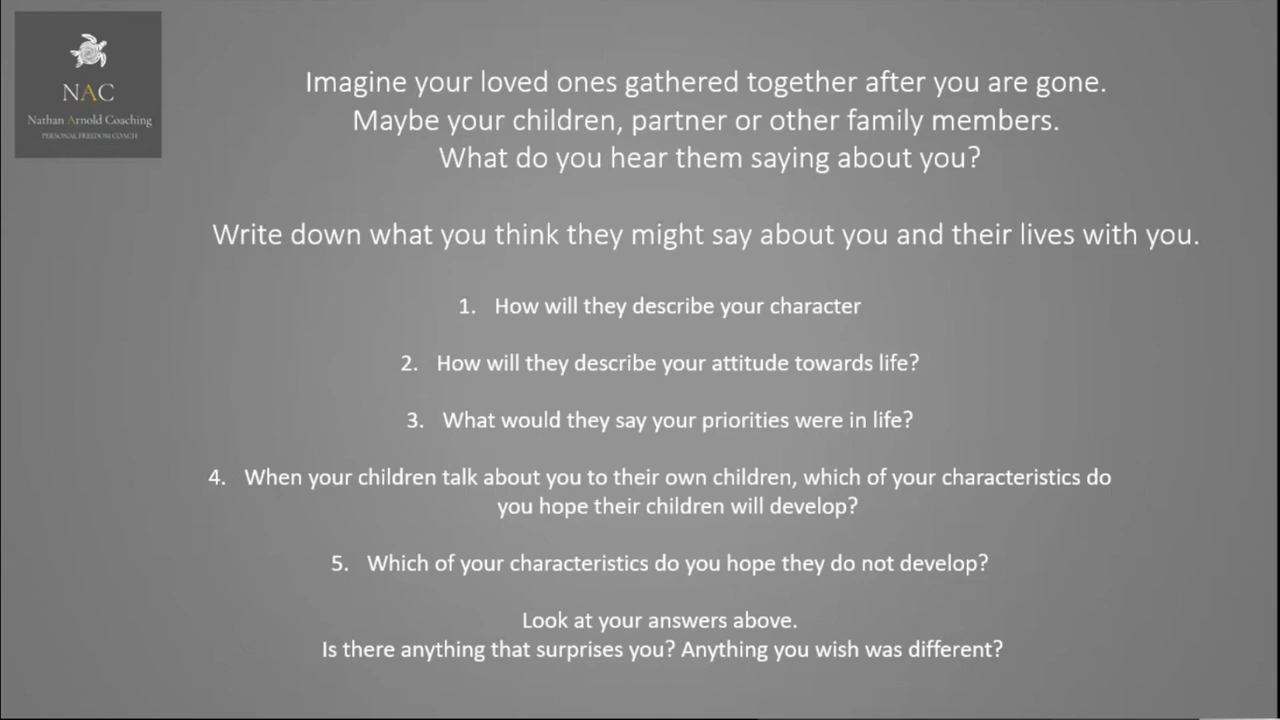 NAC
Nathan Arnold Coaching
PERSONAL FREEDOM COACH
Imagine your loved ones gathered together after you are gone.
Maybe your children, partner or other family members.
What do you hear them saying about you?
Write down what you think they might say about you and their lives with you.
1. How will they describe your character
2. How will they describe your attitude towards life?
3. What would they say your priorities were in life?
4. When your children talk about you to their own children, which of your characteristics do
you hope their children will develop?
5. Which of your characteristics do you hope they do not develop?
Look at your answers above.
Is there anything that surprises you? Anything you wish was different?